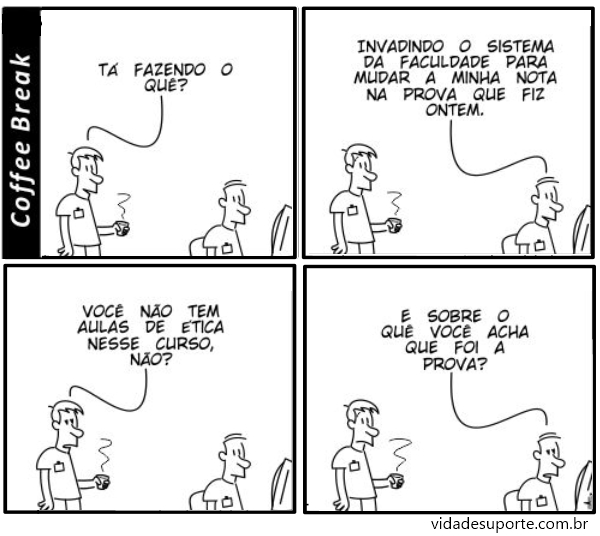 Coffee Break
TÁ FAZENDO O
QUÊ?
INVADINDO O SISTEMA
DA FACULDADE PARA
MUDAR A MINHA NOTA
NA PROVA QUE FIZ
ONTEM.
VOCÊ NÃO TEM
AULAS DE ÉTICA
NESSE CURSO,
NÃO?
E SOBRE O
QUÊ VOCÊ ACHA
QUE FOI A
PROVA?
vidadesuporte.com.br